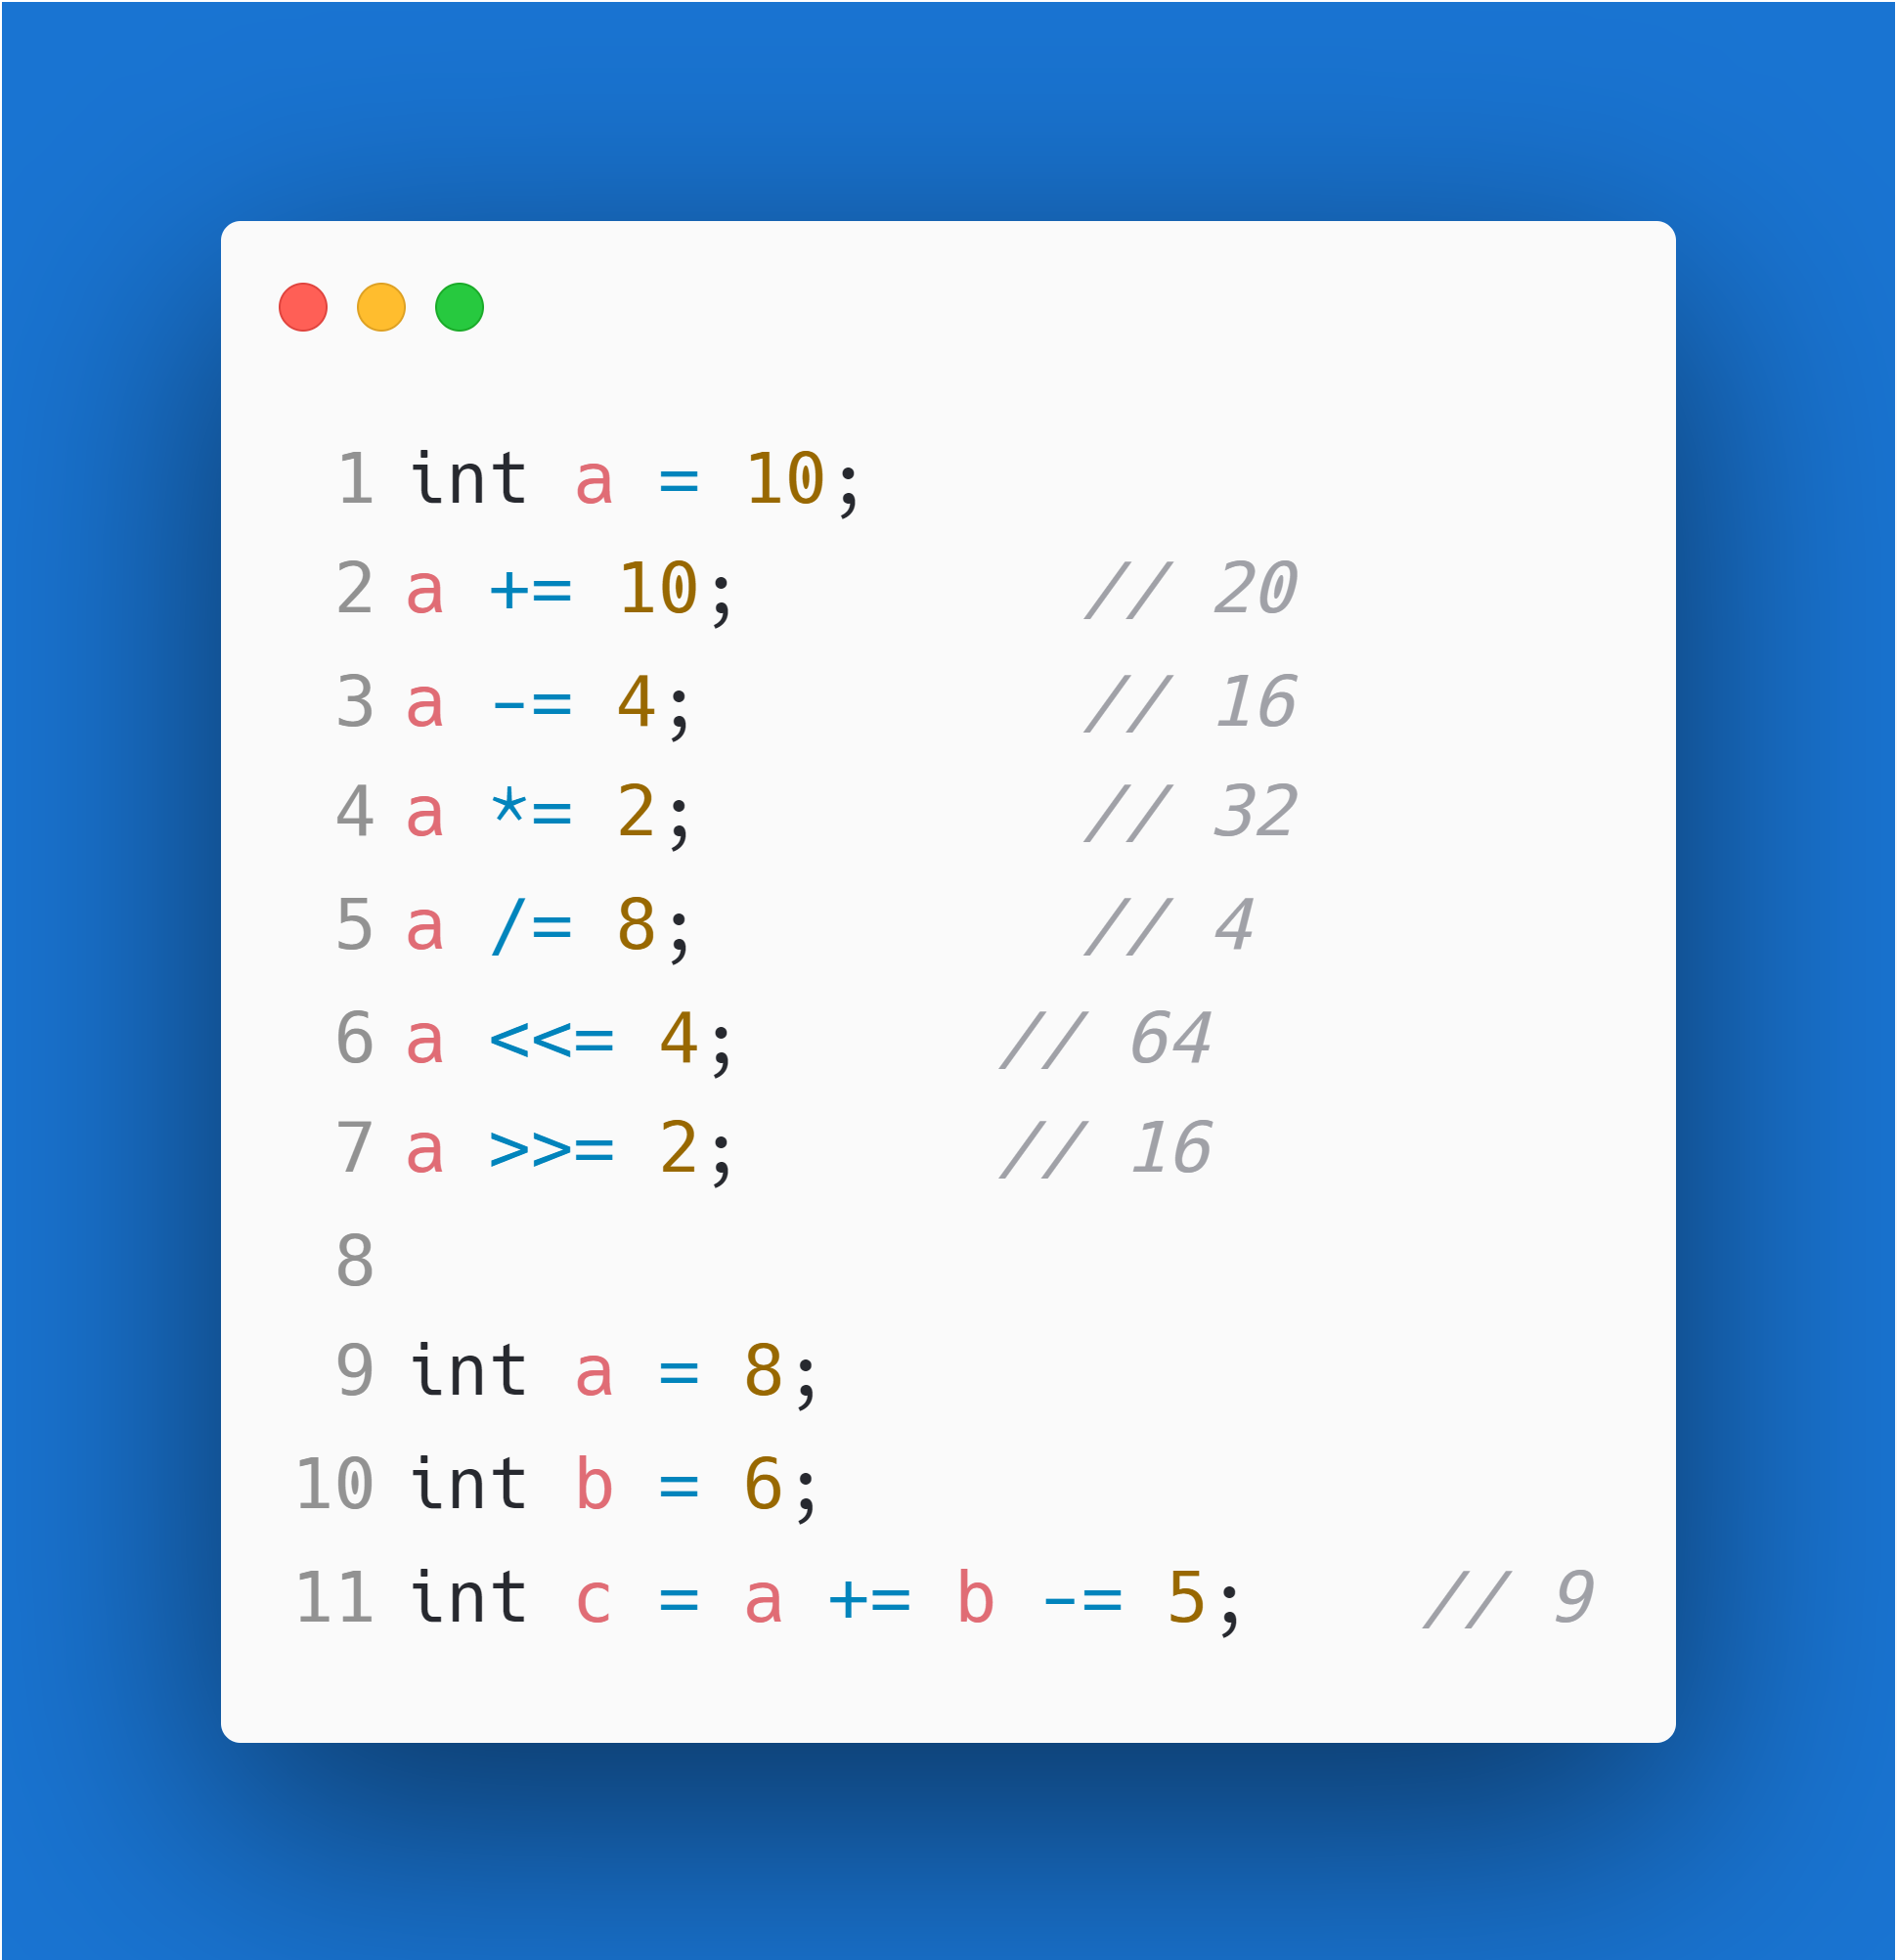 1 int a = 10;
2 a += 10;        // 20
3 a -= 4;         // 16
4 a *= 2;         // 32
5 a /= 8;         // 4
6 a <<= 4;      // 64
7 a >>= 2;      // 16
8
9 int a = 8;
10 int b = 6;
11 int c = a += b -= 5;    // 9